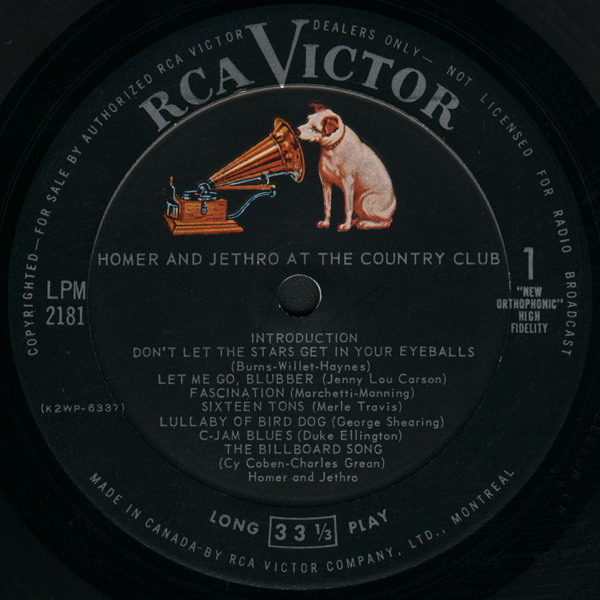 COPYRIGHTED—FOR SALE BY AUTHORIZED RCA VICTOR DEALERS ONLY—NOT LICENSED FOR RADIO BROADCAST
RCA VICTOR
HOMER AND JETHRO AT THE COUNTRY CLUB
LPM
2181
1
"NEW
ORTHOPHONIC"
HIGH
FIDELITY
INTRODUCTION
DON'T LET THE STARS GET IN YOUR EYEBALLS
(Burns-Willet-Haynes)
LET ME GO, BLUBBER (Jenny Lou Carson)
FASCINATION (Marchetti-Manning)
(K2WP-6337)
SIXTEEN TONS (Merle Travis)
LULLABY OF BIRD DOG (George Shearing)
C-JAM BLUES (Duke Ellington)
THE BILLBOARD SONG
(Cy Coben-Charles Grean)
Homer and Jethro
LONG 33 1/3 PLAY
MADE IN CANADA-BY RCA VICTOR COMPANY, LTD., MONTREAL